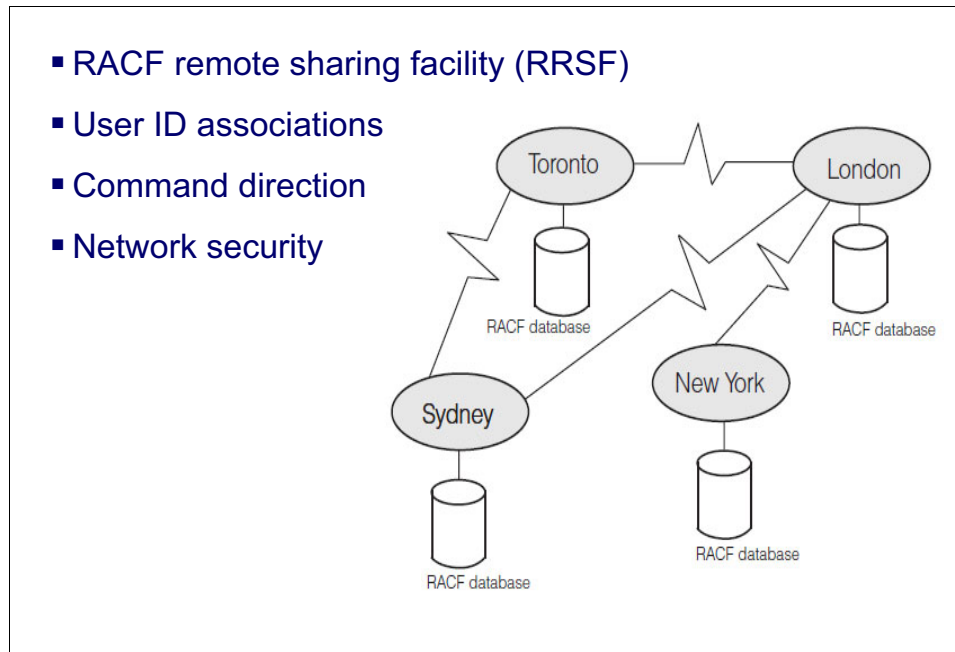 ▪ RACF remote sharing facility (RRSF)
▪ User ID associations
▪ Command direction
▪ Network security
Toronto
London
RACF database
RACF database
Sydney
New York
RACF database
RACF database